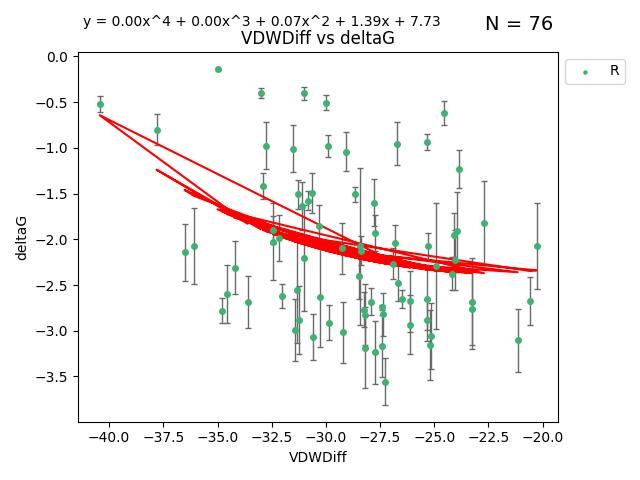 y = 0.00x^4 + 0.00x^3 + 0.07x^2 + 1.39x + 7.73
N = 76
VDWDiff vs deltaG
R
deltaG
0.0
−0.5
−1.0
−1.5
−2.0
−2.5
−3.0
−3.5
−40.0 −37.5 −35.0 −32.5 −30.0 −27.5 −25.0 −22.5 −20.0
VDWDiff